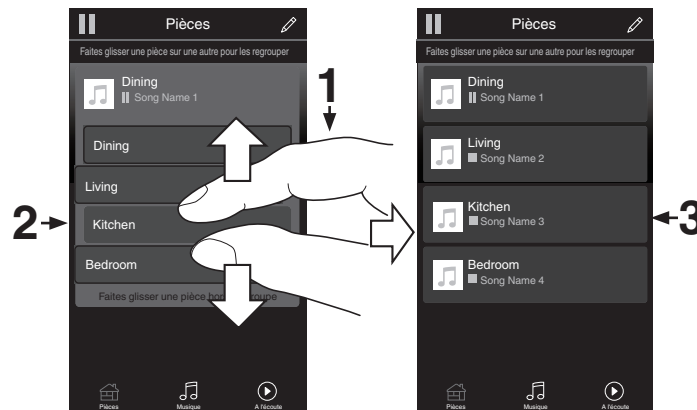 Pièces
Faites glisser une pièce sur une autre pour les regrouper
Dining
Song Name 1
Dining
Living
Kitchen
Bedroom
Faites glisser une pièce
Pièces
Musique
A l'écoute
1
2
Pièces
Faites glisser une pièce sur une autre pour les regrouper
Dining
Song Name 1
Living
Song Name 2
Kitchen
Song Name 3
Bedroom
Song Name 4
Pièces
Musique
A l'écoute
3